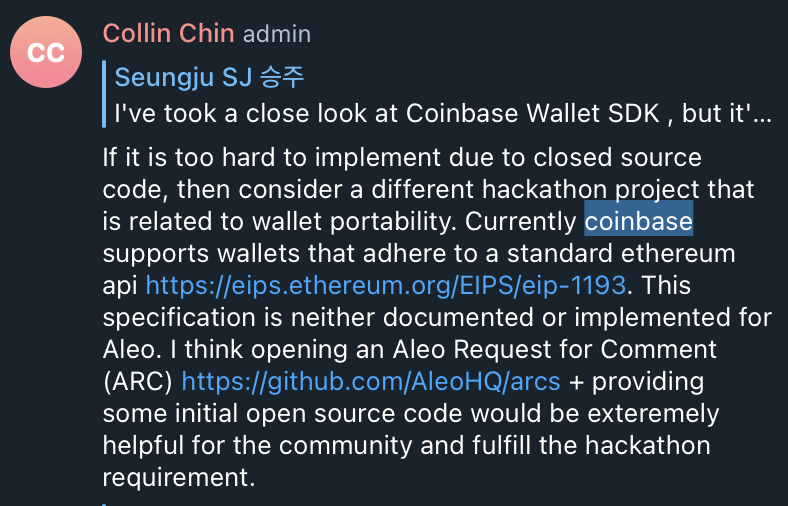 CC
Collin Chin admin
Seungju SJ 승주
I've took a close look at Coinbase Wallet SDK , but it'...
If it is too hard to implement due to closed source
code, then consider a different hackathon project that
is related to wallet portability. Currently coinbase
supports wallets that adhere to a standard ethereum
api https://eips.ethereum.org/EIPS/eip-1193. This
specification is neither documented or implemented for
Aleo. I think opening an Aleo Request for Comment
(ARC) https://github.com/AleoHQ/arcs + providing
some initial open source code would be exteremely
helpful for the community and fulfill the hackathon
requirement.